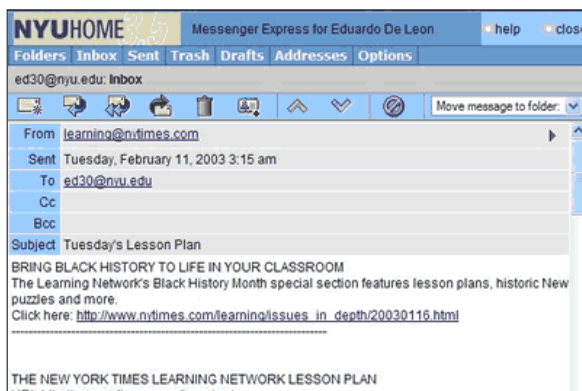 NYUHOME Messenger Express for Eduardo De Leon help close
Folders Inbox Sent Trash Drafts Addresses Options
ed30@nyu.edu: Inbox
Move message to folder:
From learning@nytimes.com
Sent Tuesday, February 11, 2003 3:15 am
To ed30@nyu.edu
Cc
Bcc
Subject Tuesday's Lesson Plan
BRING BLACK HISTORY TO LIFE IN YOUR CLASSROOM
The Learning Network's Black History Month special section features lesson plans, historic New
puzzles and more.
Click here: http://www.nytimes.com/learning/issues_in_depth/20030116.html
------------------------------------------------------------------------
THE NEW YORK TIMES LEARNING NETWORK LESSON PLAN